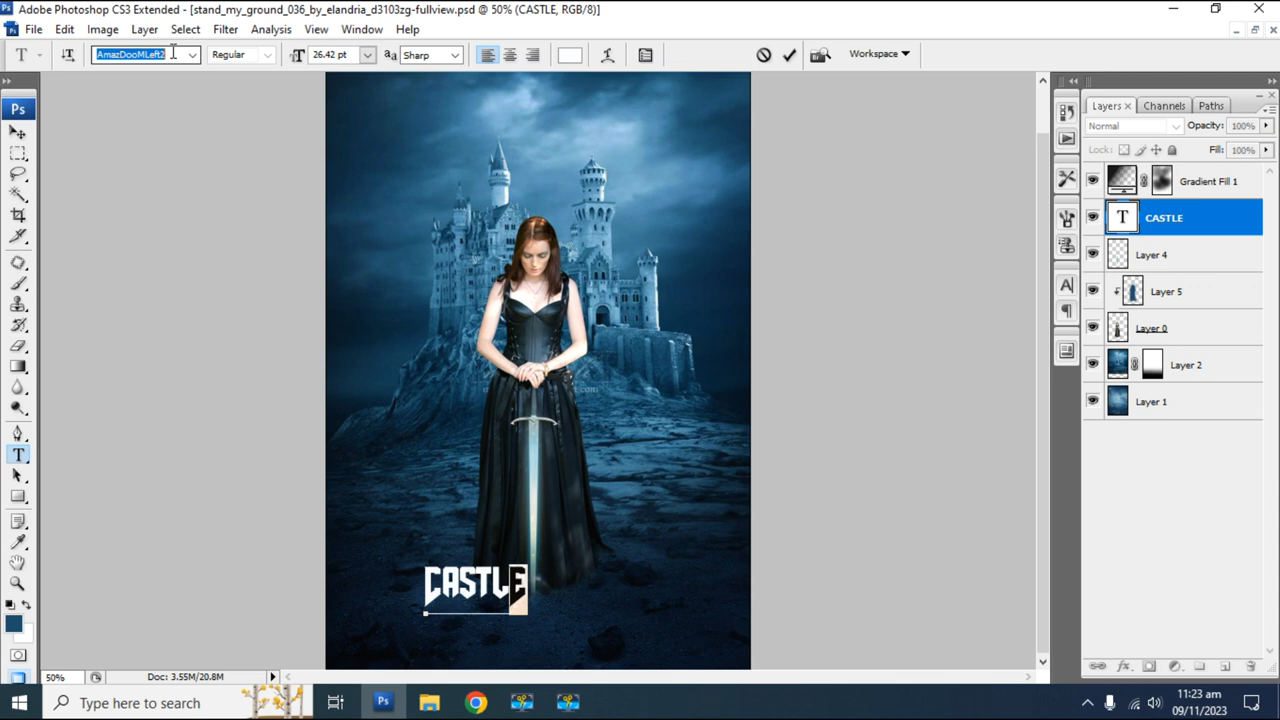 Adobe Photoshop CS3 Extended - [stand_my_ground_036_by_elandria_d3103zg-fullview.psd @ 50% (CASTLE, RGB/8)]
File Edit Image Layer Select Filter Analysis View Window Help
T AmazDooMLeft2 Regular 26.42 pt Sharp Workspace
Ps
Layers × Channels Paths
Normal Opacity: 100%
Lock: Fill: 100%
Gradient Fill 1
T CASTLE
Layer 4
Layer 5
Layer 0
Layer 2
Layer 1
CASTLE
50% Doc: 3.55M/20.8M
Type here to search
11:23 am
09/11/2023